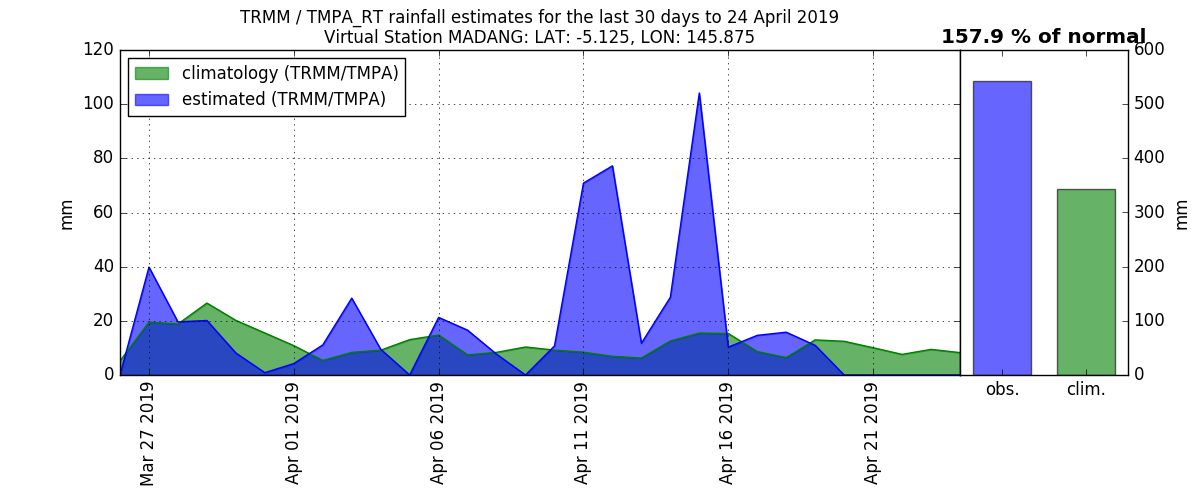 TRMM / TMPA_RT rainfall estimates for the last 30 days to 24 April 2019
Virtual Station MADANG: LAT: -5.125, LON: 145.875
157.9 % of normal
climatology (TRMM/TMPA)
estimated (TRMM/TMPA)
mm
120
100
80
60
40
20
0
Mar 27 2019
Apr 01 2019
Apr 06 2019
Apr 11 2019
Apr 16 2019
Apr 21 2019
600
500
400
300
200
100
0
mm
obs.
clim.